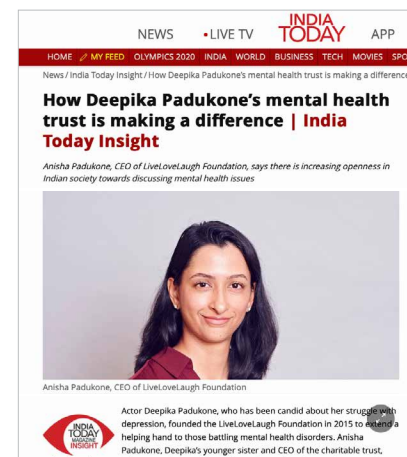 NEWS
LIVE TV
INDIA
TODAY
APP
HOME MY FEED OLYMPICS 2020 INDIA WORLD BUSINESS TECH MOVIES SPO
News / India Today Insight / How Deepika Padukone's mental health trust is making a difference
How Deepika Padukone's mental health
trust is making a difference | India
Today Insight
Anisha Padukone, CEO of LiveLoveLaugh Foundation, says there is increasing openness in
Indian society towards discussing mental health issues
Anisha Padukone, CEO of LiveLoveLaugh Foundation
INDIA
TODAY
MAGAZINE
INSIGHT
Actor Deepika Padukone, who has been candid about her struggle with
depression, founded the LiveLoveLaugh Foundation in 2015 to extend a
helping hand to those battling mental health disorders. Anisha
Padukone, Deepika's younger sister and CEO of the charitable trust,